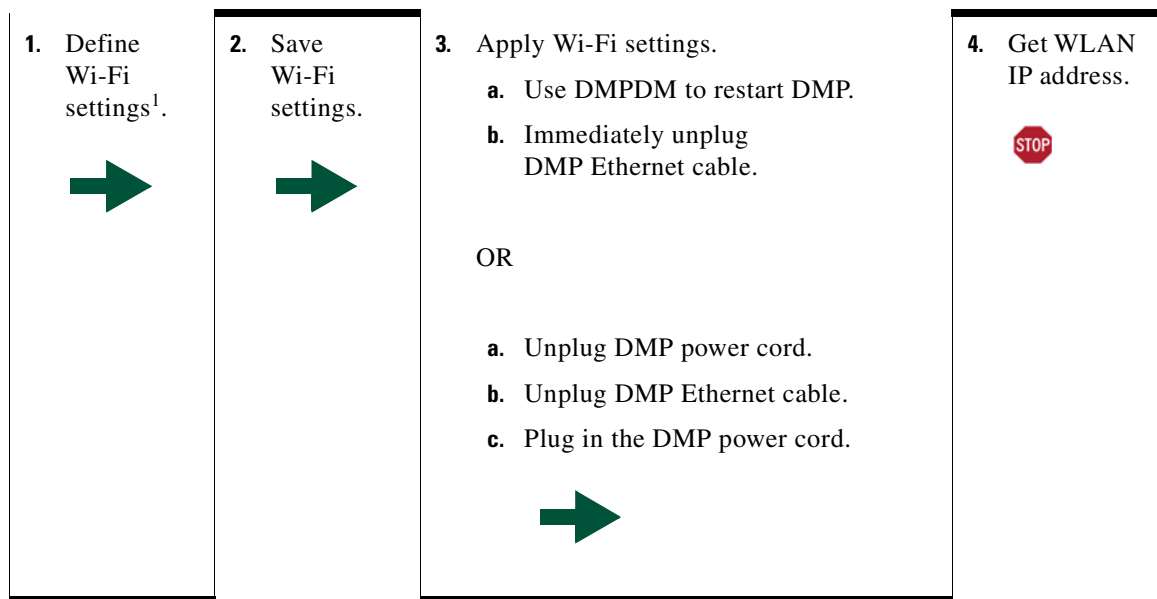 1. Define
Wi-Fi
settings1.
2. Save
Wi-Fi
settings.
3. Apply Wi-Fi settings.
a. Use DMPDM to restart DMP.
b. Immediately unplug
DMP Ethernet cable.
OR
a. Unplug DMP power cord.
b. Unplug DMP Ethernet cable.
c. Plug in the DMP power cord.
4. Get WLAN
IP address.
STOP